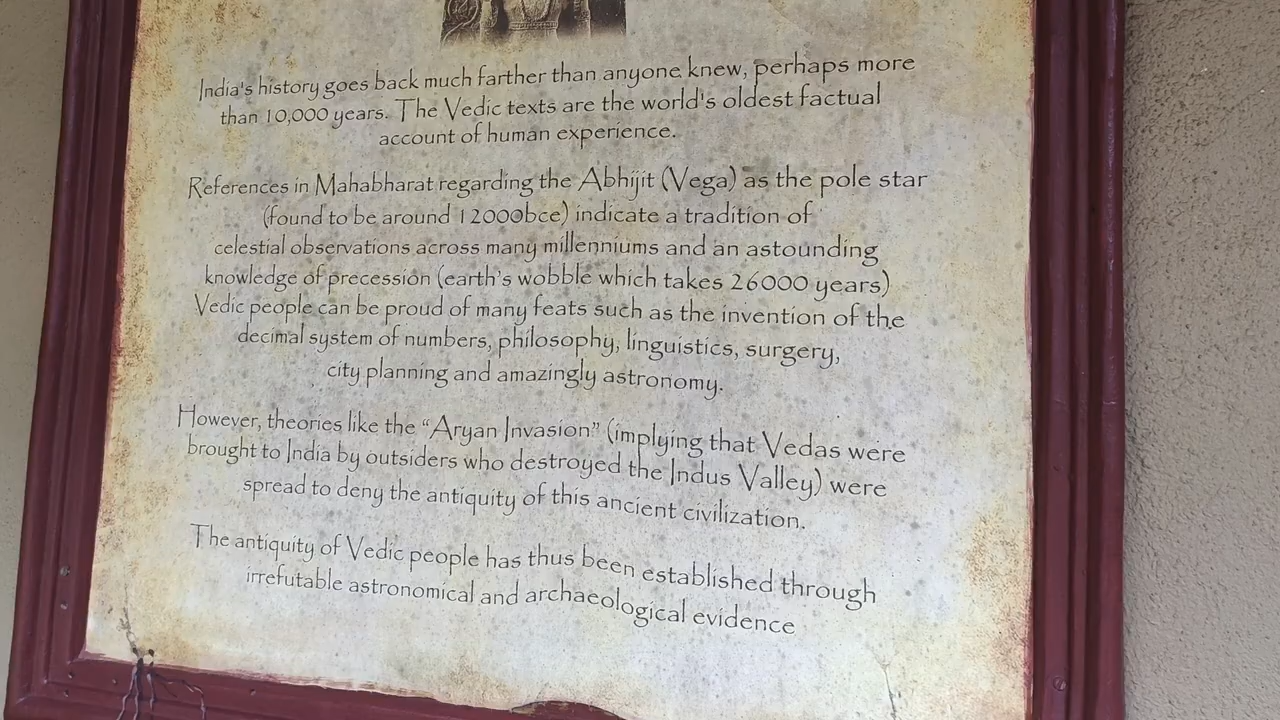 India's history goes back much farther than anyone knew, perhaps more
than 10,000 years. The Vedic texts are the world's oldest factual
account of human experience.
References in Mahabharat regarding the Abhijit (Vega) as the pole star
(found to be around 12000bce) indicate a tradition of
celestial observations across many millenniums and an astounding
knowledge of precession (earth's wobble which takes 26000 years)
Vedic people can be proud of many feats such as the invention of the
decimal system of numbers, philosophy, linguistics, surgery,
city planning and amazingly astronomy.
However, theories like the “Aryan Invasion” (implying that Vedas were
brought to India by outsiders who destroyed the Indus Valley) were
spread to deny the antiquity of this ancient civilization.
The antiquity of Vedic people has thus been established through
irrefutable astronomical and archaeological evidence